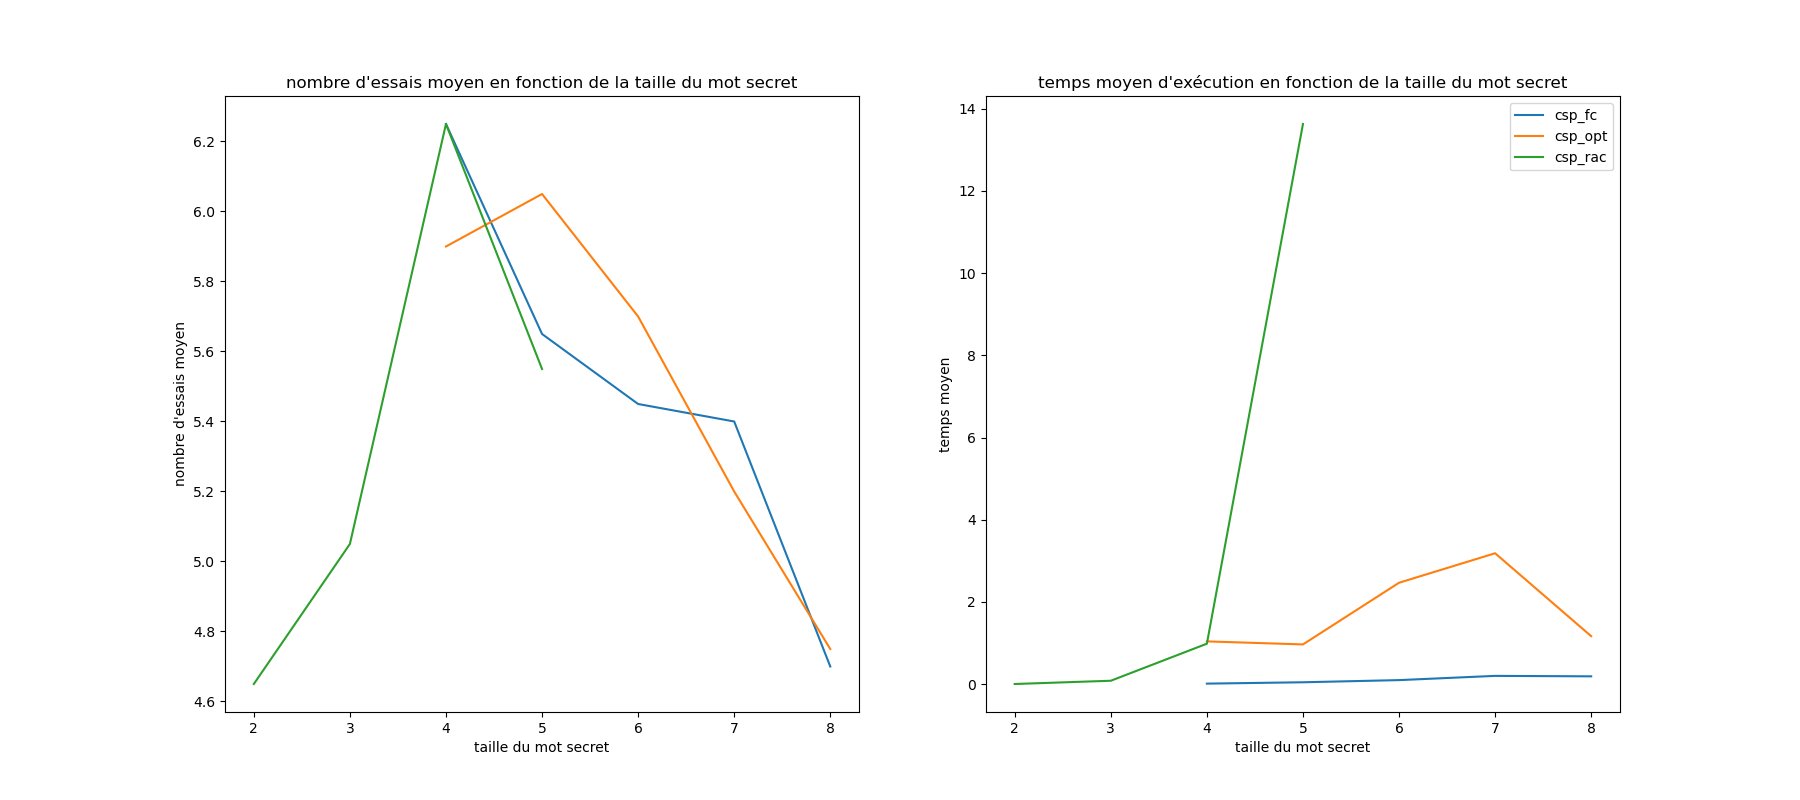 nombre d'essais moyen en fonction de la taille du mot secret
nombre d'essais moyen
6.2
6.0
5.8
5.6
5.4
5.2
5.0
4.8
4.6
2 3 4 5 6 7 8
taille du mot secret
temps moyen d'exécution en fonction de la taille du mot secret
temps moyen
14
12
10
8
6
4
2
0
2 3 4 5 6 7 8
taille du mot secret
csp_fc
csp_opt
csp_rac